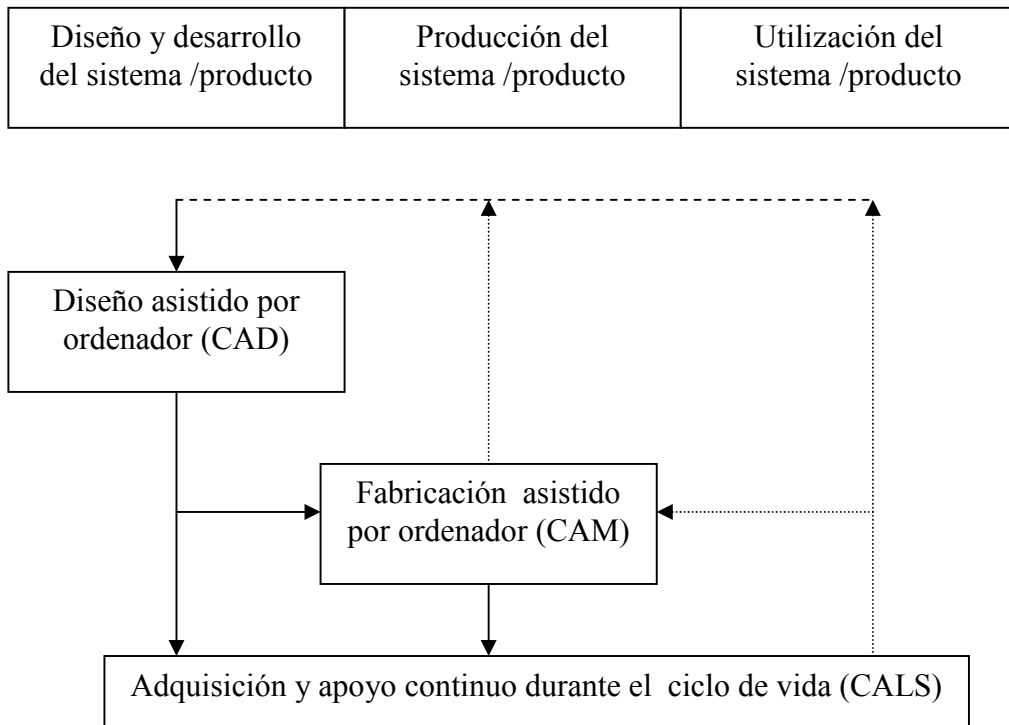 Diseño y desarrollo
del sistema /producto
Producción del
sistema /producto
Utilización del
sistema /producto
Diseño asistido por
ordenador (CAD)
Fabricación asistido
por ordenador (CAM)
Adquisición y apoyo continuo durante el ciclo de vida (CALS)